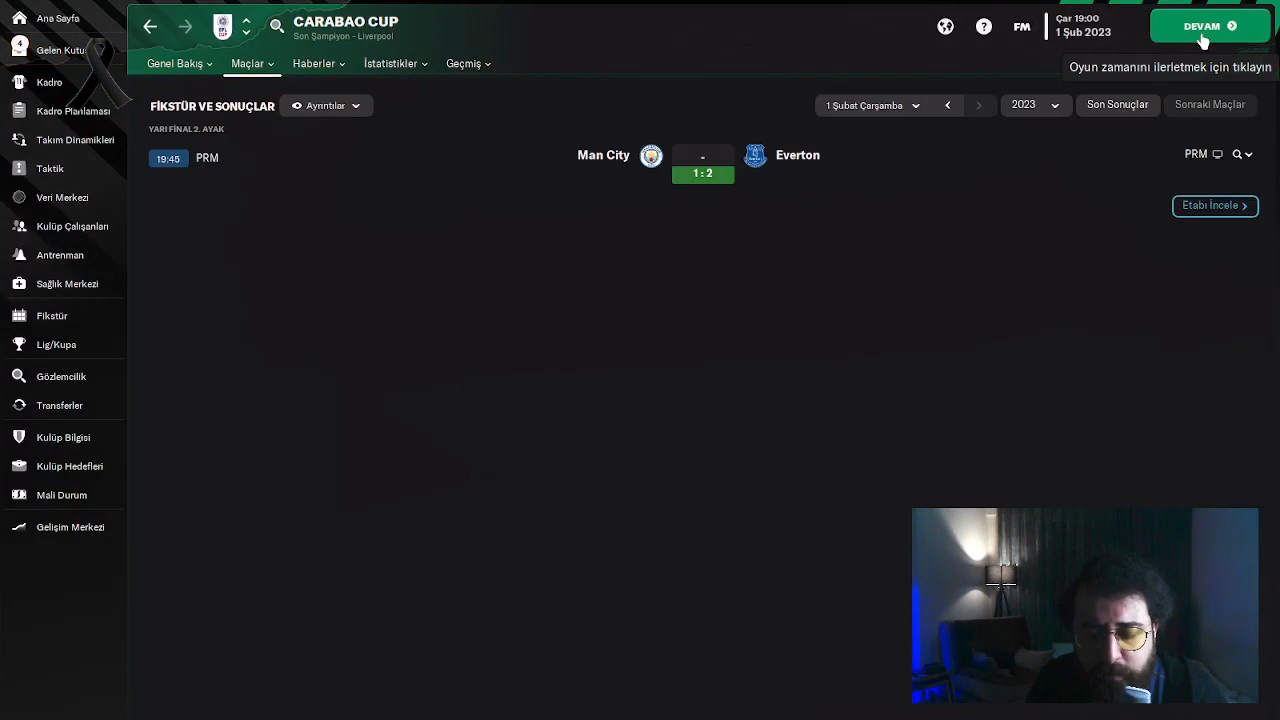 Ana Sayfa
4
Gelen Kutu
Kadro
Kadro Planlaması
Takım Dinamikleri
Taktik
Veri Merkezi
Kulüp Çalışanları
Antrenman
Sağlık Merkezi
Fikstür
Lig/Kupa
Gözlemcilik
Transferler
Kulüp Bilgisi
Kulüp Hedefleri
Mali Durum
Gelişim Merkezi
CARABAO CUP
Son Şampiyon - Liverpool
FM
Çar 19:00
1 Şub 2023
DEVAM
Oyun zamanını ilerletmek için tıklayın
Genel Bakış
Maçlar
Haberler
İstatistikler
Geçmiş
FİKSTÜR VE SONUÇLAR
Ayrıntılar
1 Şubat Çarşamba
2023
Son Sonuçlar
Sonraki Maçlar
YARI FİNAL 2. AYAK
19:45 PRM
Man City - Everton
1 : 2
PRM
Etabı İncele